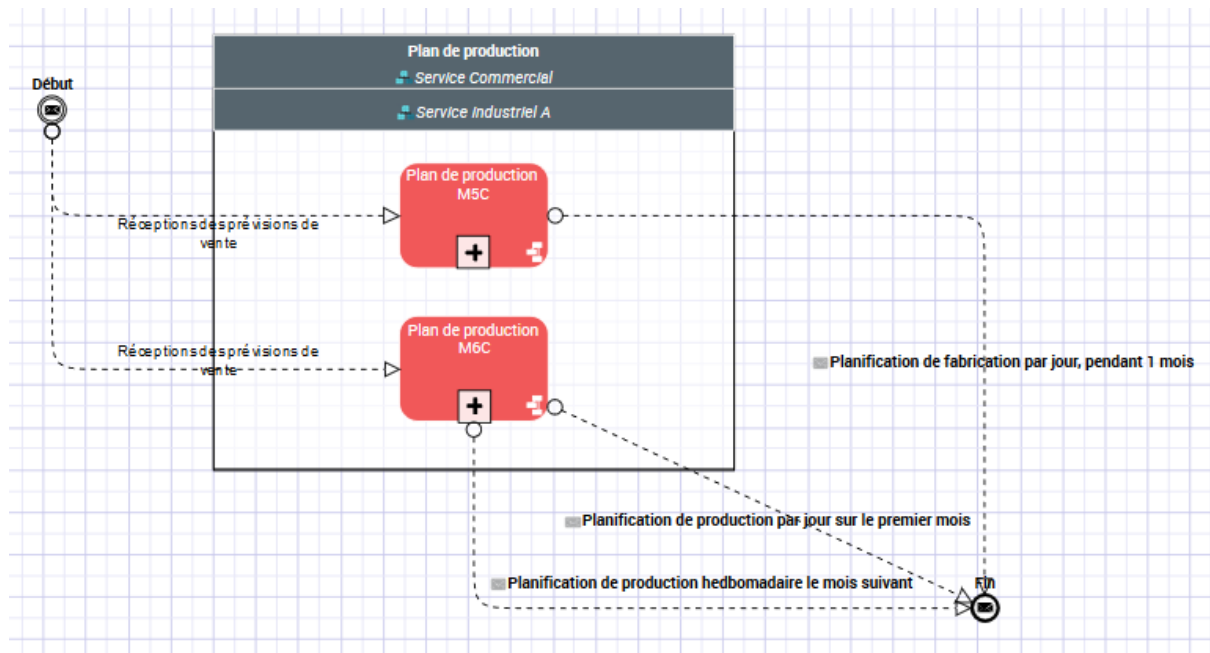 Plan de production
Service Commercial
Service Industriel A
Début
Plan de production
M5C
Réceptions des prévisions de
vente
Plan de production
M6C
Réceptions des prévisions de
vente
Planification de fabrication par jour, pendant 1 mois
Planification de production par jour sur le premier mois
Planification de production hedbomadaire le mois suivant
Fin